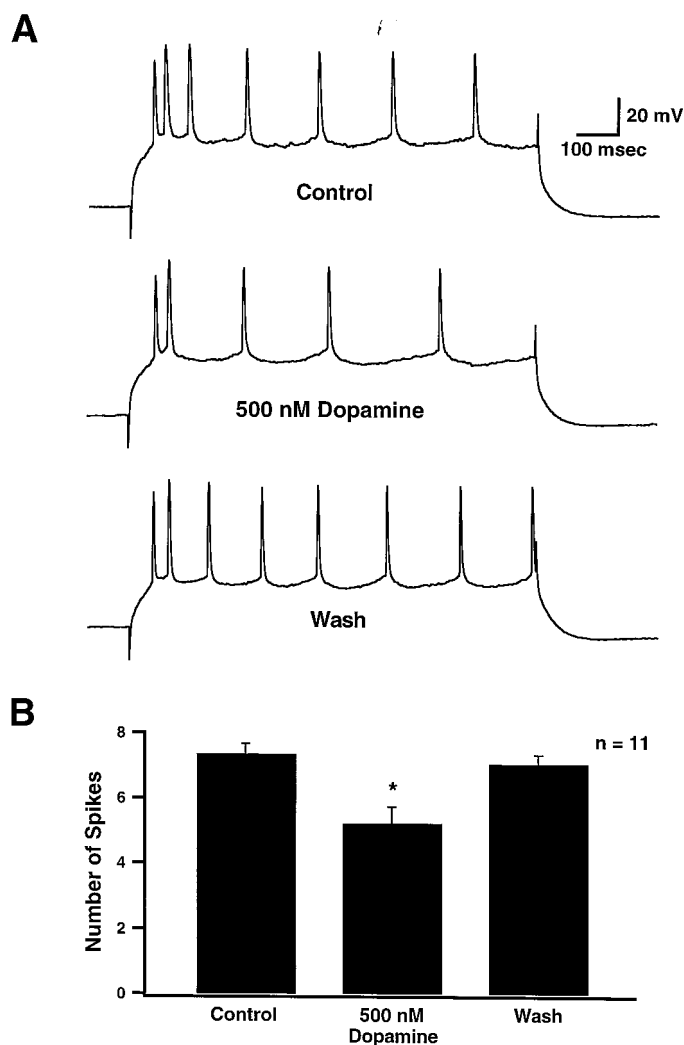 A
20 mV
100 msec
Control
500 nM Dopamine
Wash
B
n = 11
*
Number of Spikes
8
6
4
2
0
Control
500 nM
Dopamine
Wash